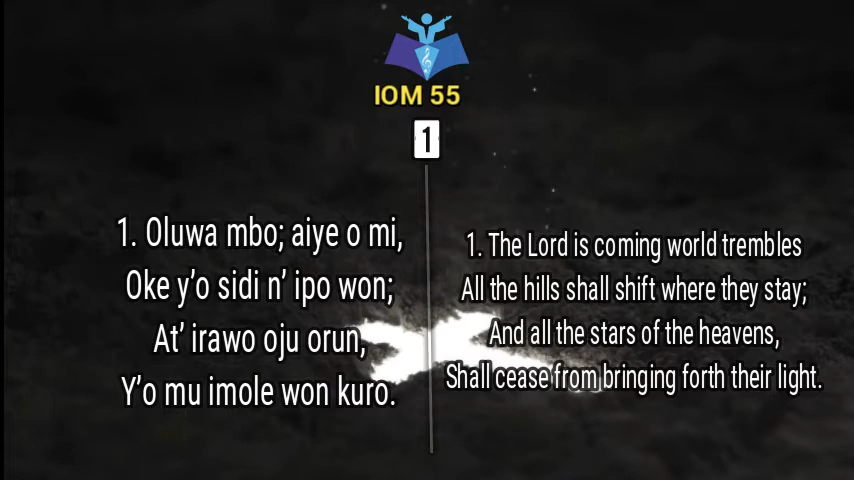 IOM 55
1
1. Oluwa mbo; aiye o mi,
Oke y'o sidi n' ipo won;
At' irawo oju orun,
Y'o mu imole won kuro.
1. The Lord is coming world trembles
All the hills shall shift where they stay;
And all the stars of the heavens,
Shall cease from bringing forth their light.